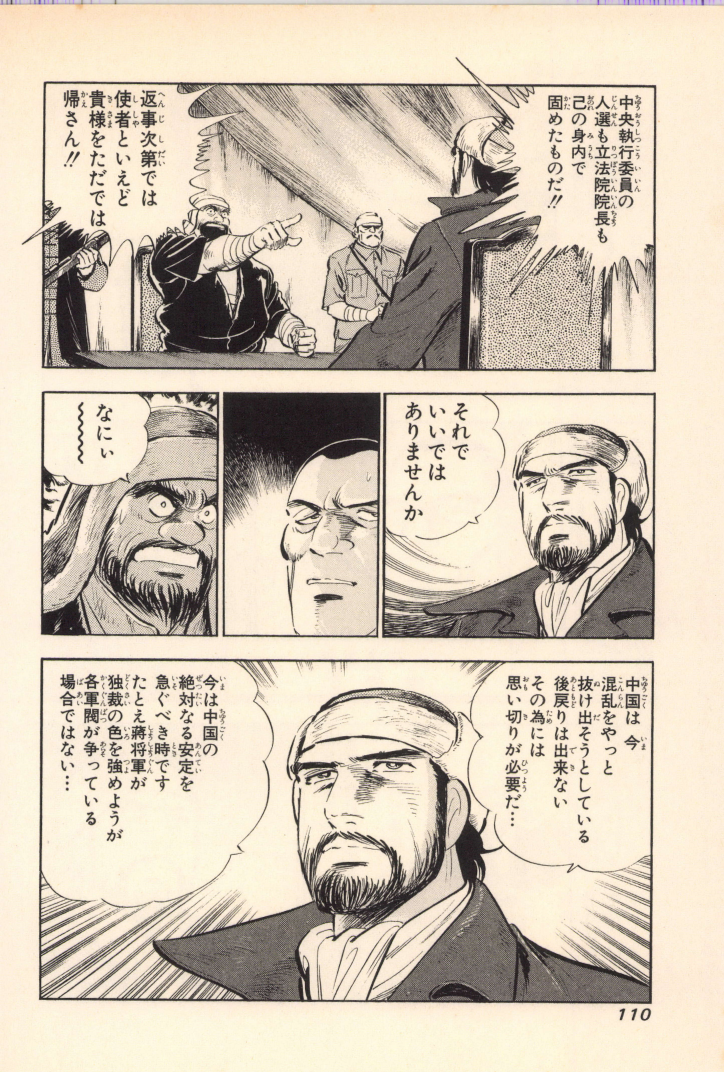 中央執行委員の
人選も立法院院長も
己の身内で
固めたものだ!!
返事次第では
使者といえど
貴様をただでは
帰さん!!
それで
いいでは
ありませんか
なにぃ
中国は 今
混乱をやっと
抜け出そうとしている
後戻りは出来ない
その為には
思い切りが必要だ…
今は中国の
絶対なる安定を
急ぐべき時です
たとえ蔣将軍が
独裁の色を強めようが
各軍閥が争っている
場合ではない…
110